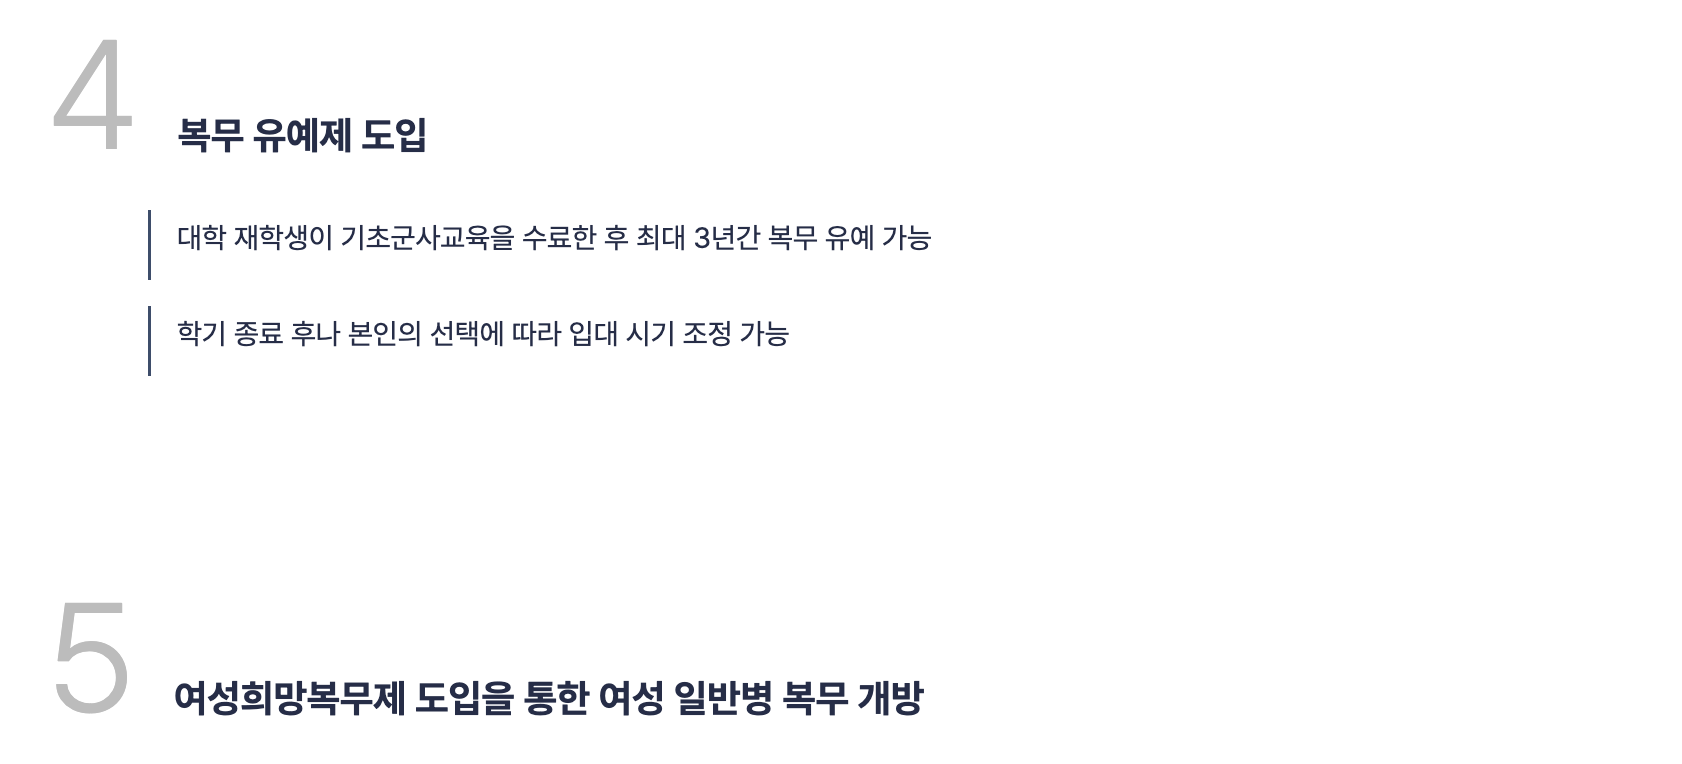 4
복무 유예제 도입
대학 재학생이 기초군사교육을 수료한 후 최대 3년간 복무 유예 가능
학기 종료 후나 본인의 선택에 따라 입대 시기 조정 가능
5
여성희망복무제 도입을 통한 여성 일반병 복무 개방